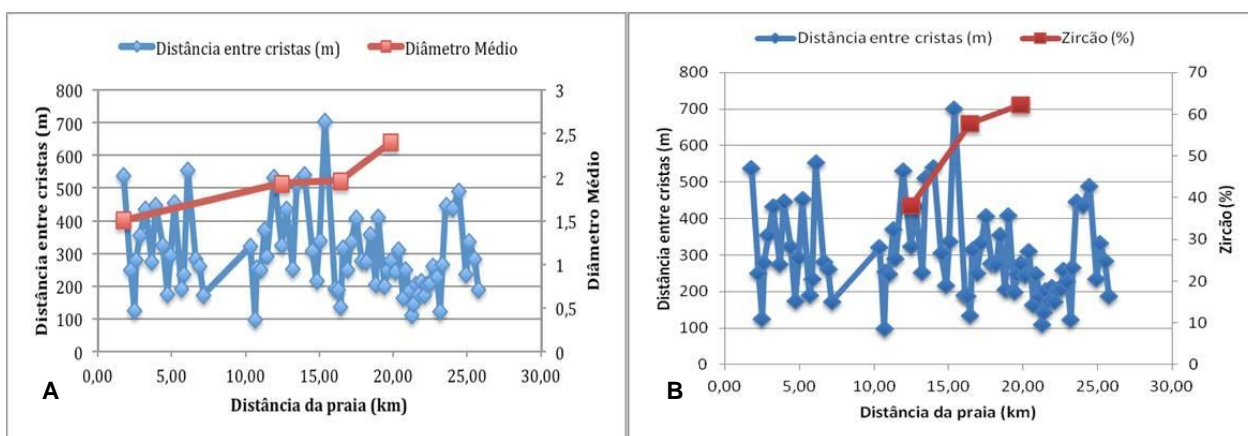 Distância entre cristas (m) Diâmetro Médio
800
700
600
500
400
300
200
100
0
Distância entre cristas (m)
3
2,5
2
1,5
1
0,5
0
Diâmetro Médio
0,00 5,00 10,00 15,00 20,00 25,00 30,00
A
Distância da praia (km)
B
Distância entre cristas (m) Zircão (%)
800
700
600
500
400
300
200
100
0
Distância entre cristas (m)
70
60
50
40
30
20
10
0
Zircão (%)
0,00 5,00 10,00 15,00 20,00 25,00 30,00
Distância da praia (km)